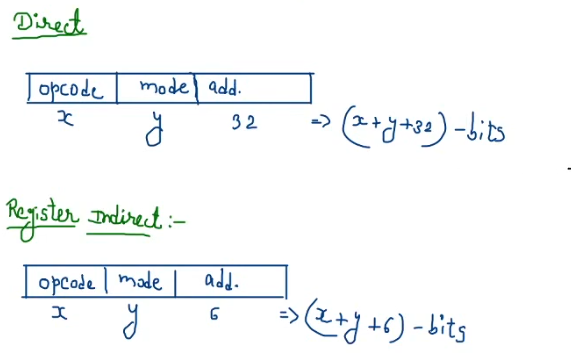 Direct
opcode mode add.
x y 32 => (x+y+32)-bits
Register Indirect:-
opcode mode add.
x y 6 => (x+y+6)-bits